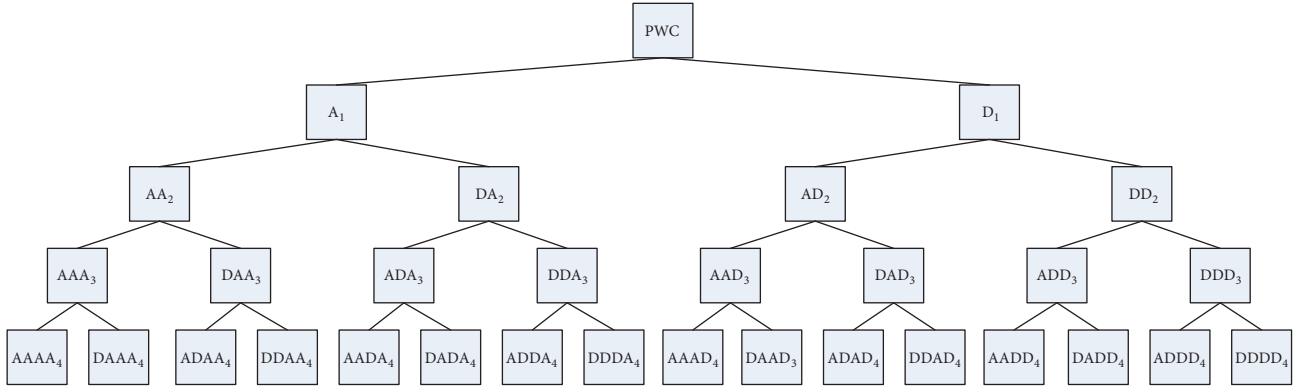 PWC
A₁
D₁
AA₂
DA₂
AD₂
DD₂
AAA₃
DAA₃
ADA₃
DDA₃
AAD₃
DAD₃
ADD₃
DDD₃
AAAA₄
DAAA₄
ADAA₄
DDAA₄
AADA₄
DADA₄
ADDA₄
DDDA₄
AAAD₄
DAAD₃
ADAD₄
DDAD₄
AADD₄
DADD₄
ADDD₄
DDDD₄